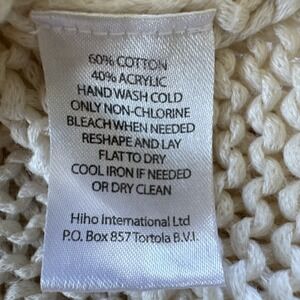 60% COTTON
40% ACRYLIC
HAND WASH COLD
ONLY NON-CHLORINE
BLEACH WHEN NEEDED
RESHAPE AND LAY
FLAT TO DRY
COOL IRON IF NEEDED
OR DRY CLEAN
Hiho International Ltd
P.O. Box 857 Tortola B.V.I.